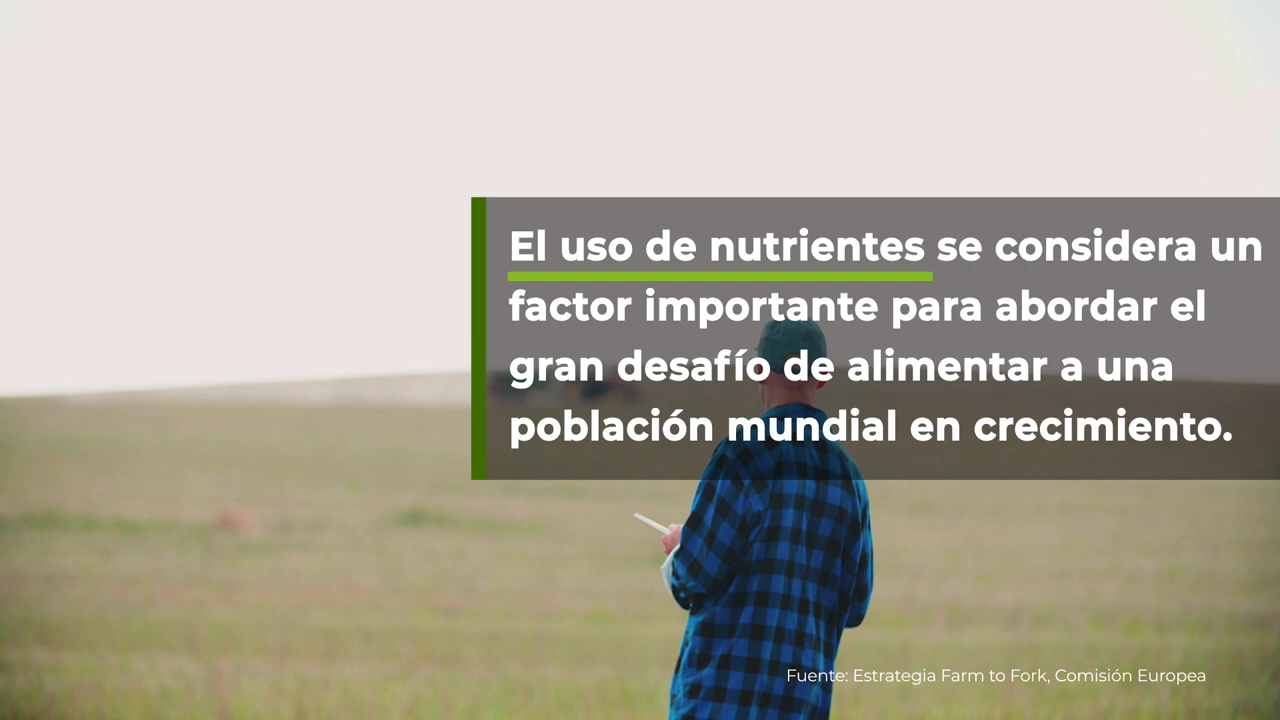 El uso de nutrientes se considera un
factor importante para abordar el
gran desafío de alimentar a una
población mundial en crecimiento.
Fuente: Estrategia Farm to Fork, Comisión Europea